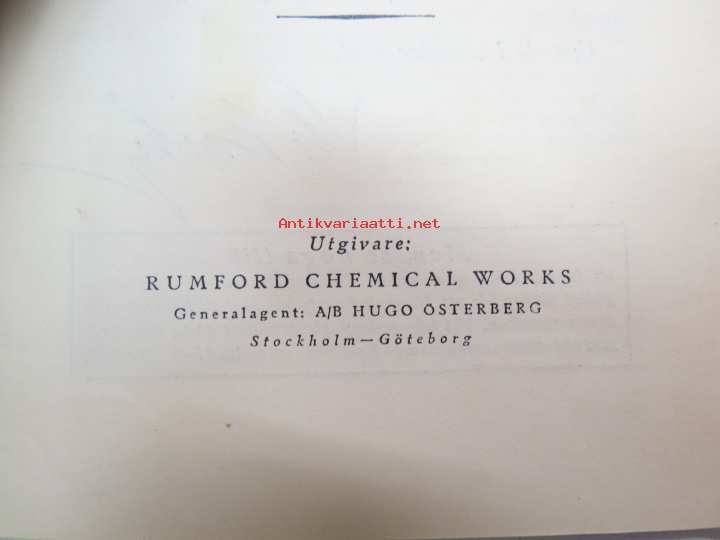 Antikvariaatti.net
Utgivare:
RUMFORD CHEMICAL WORKS
Generalagent: A/B HUGO ÖSTERBERG
Stockholm—Göteborg